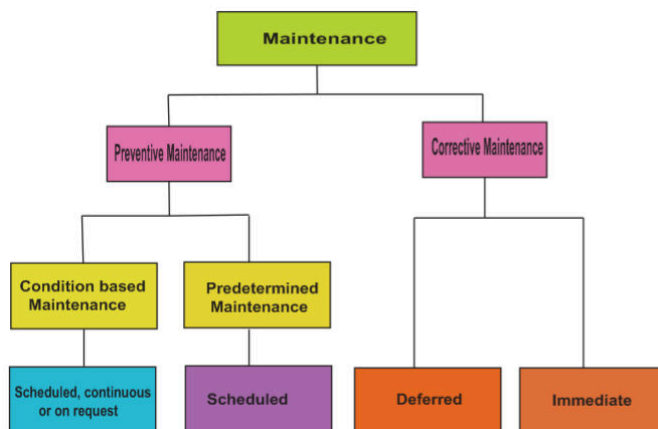 Maintenance
Preventive Maintenance
Corrective Maintenance
Condition based
Maintenance
Predetermined
Maintenance
Scheduled, continuous
or on request
Scheduled
Deferred
Immediate